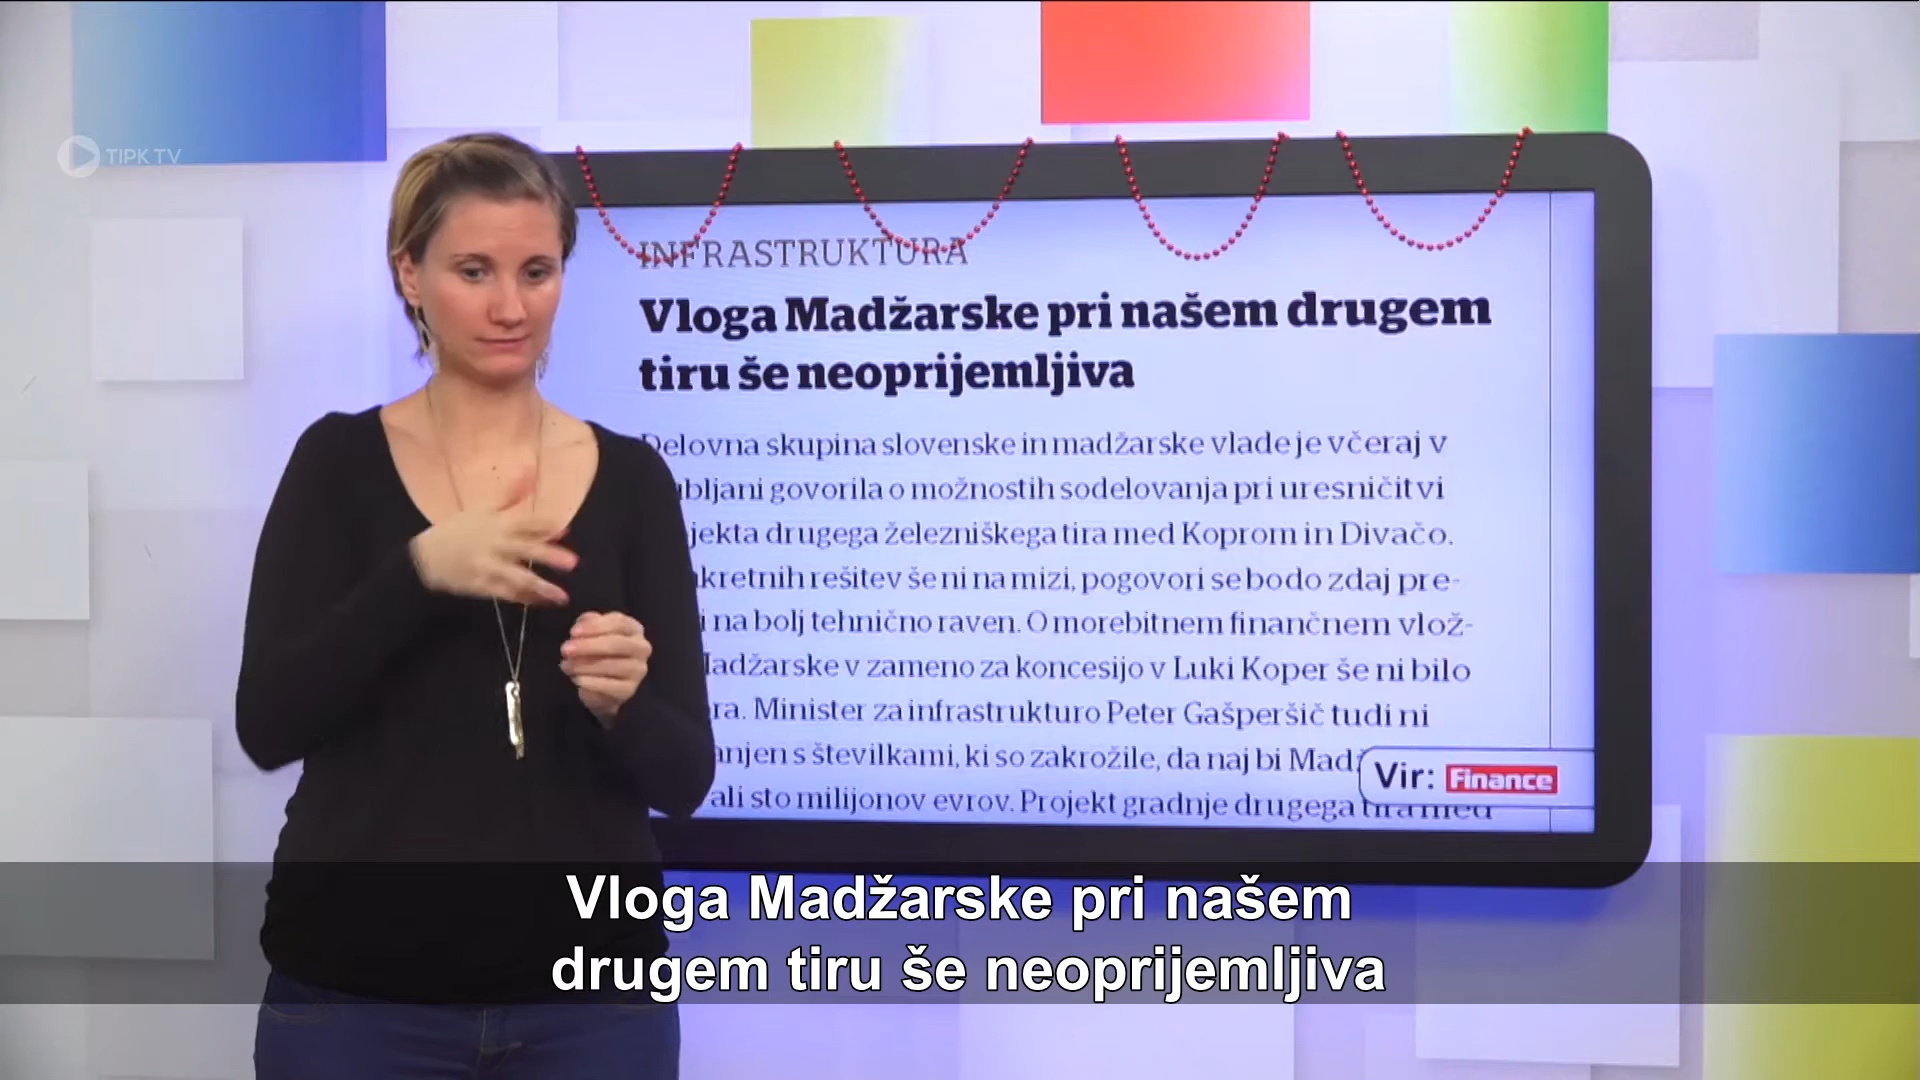 TIPK TV
INFRASTRUKTURA
Vloga Madžarske pri našem drugem
tiru še neoprijemljiva
Delovna skupina slovenske in madžarske vlade je včeraj v
govorila o možnostih sodelovanja pri uresničitvi
drugega železniškega tira med Koprom in Divačo.
rešitev še ni na mizi, pogovori se bodo zdaj pre-
na bolj tehnično raven. O morebitnem finančnem vlož-
Madžarske v zameno za koncesijo v Luki Koper še ni bilo
Minister za infrastrukturo Peter Gašperšič tudi ni
s številkami, ki so zakrožile, da naj bi
sto milijonov evrov. Projekt gradnje drugega tira med
Vir: Finance
Vloga Madžarske pri našem
drugem tiru še neoprijemljiva